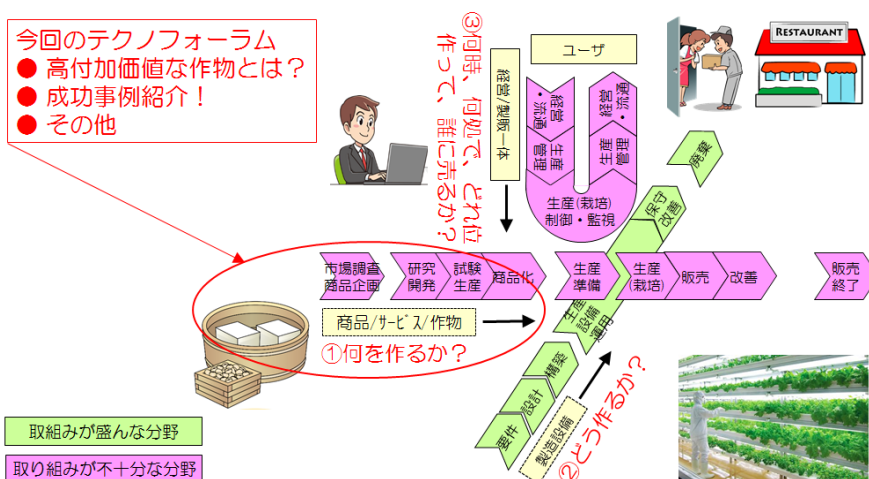 今回のテクノフォーラム
● 高付加価値な作物とは？
● 成功事例紹介！
● その他
③何時、何処で、どれ位
作って、誰に売るか？
経営/製販一体
ユーザ
経営
・流通
生産
管理
経営
・流通
生産
管理
生産(栽培)
制御・監視
RESTAURANT
廃棄
保守
改善
生産設備
運用
構築
設計
要件
市場調査
商品企画
研究
開発
試験
生産
商品化
生産
準備
生産
(栽培)
販売
改善
販売
終了
商品/ｻｰﾋﾞｽ/作物
①何を作るか？
製造設備
②どう作るか？
取組みが盛んな分野
取り組みが不十分な分野